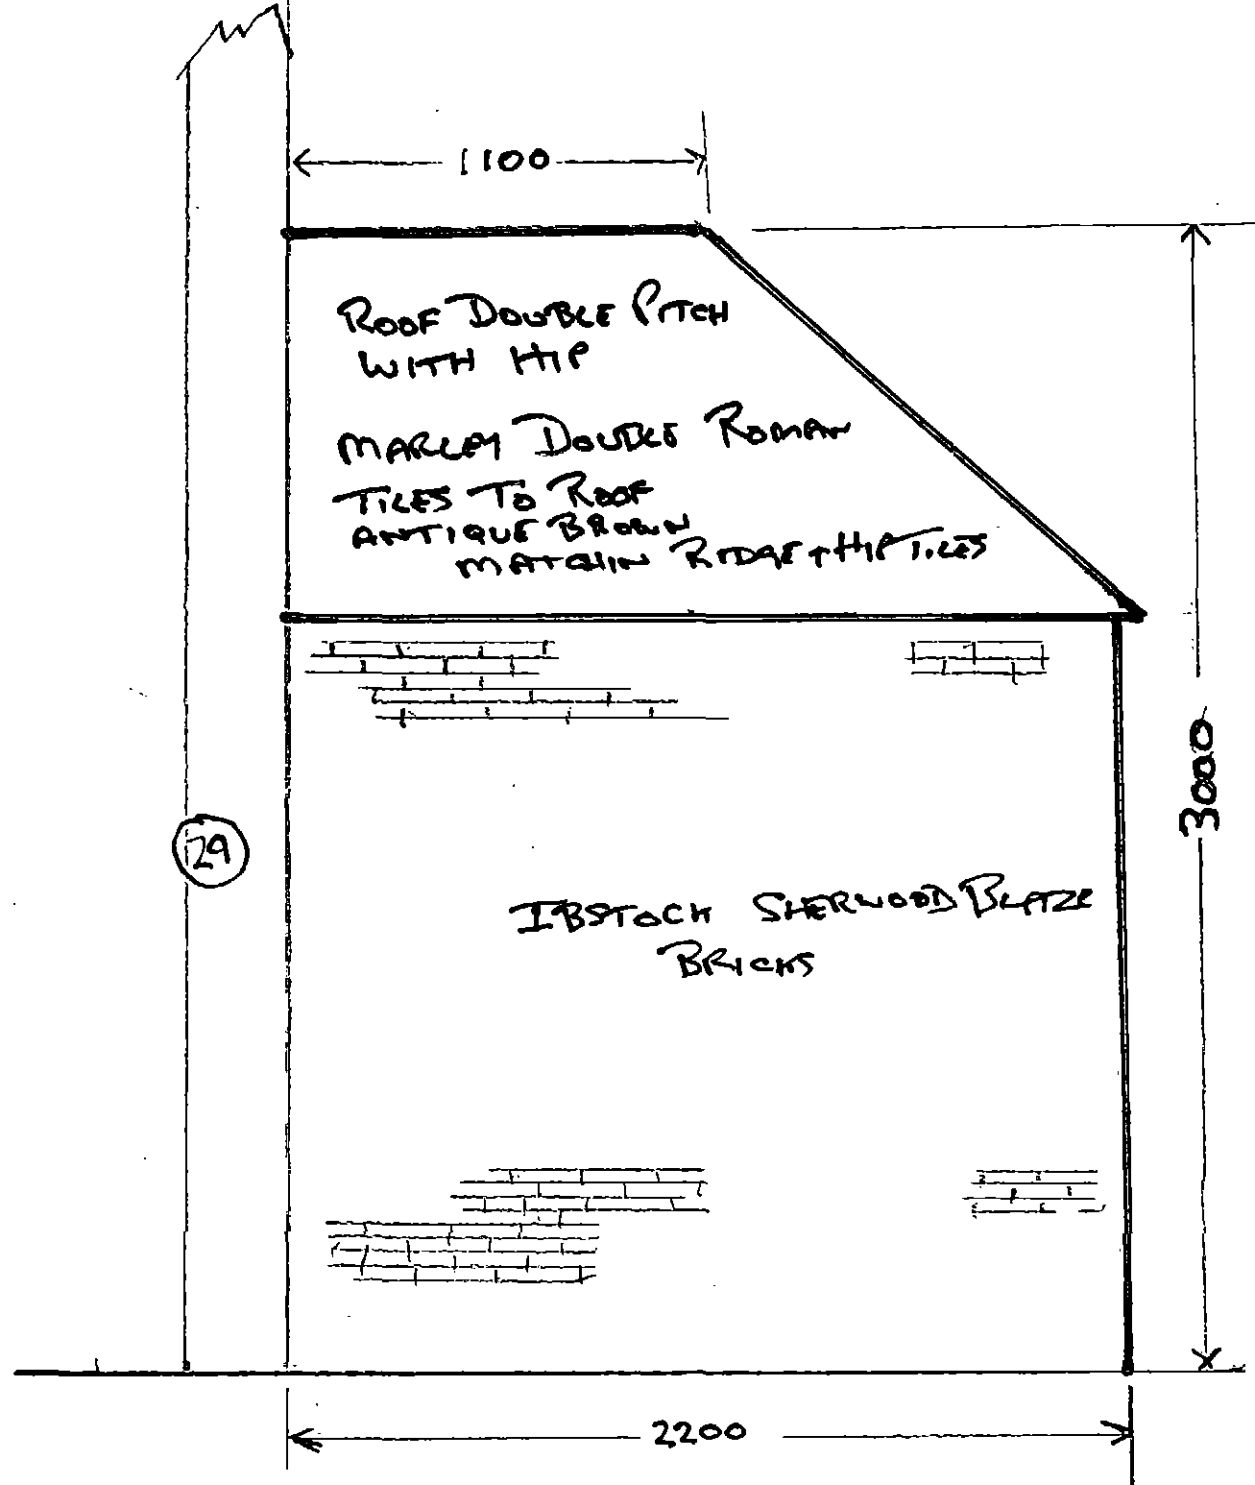 1100
ROOF DOUBLE PITCH
WITH HIP
MARLEY DOUBLE ROMAN
TILES TO ROOF
ANTIQUE BROWN
MATCHIN RIDGE + HIP TILES
3000
29
IBSTOCK SHERWOOD BLAZE
BRICKS
2200